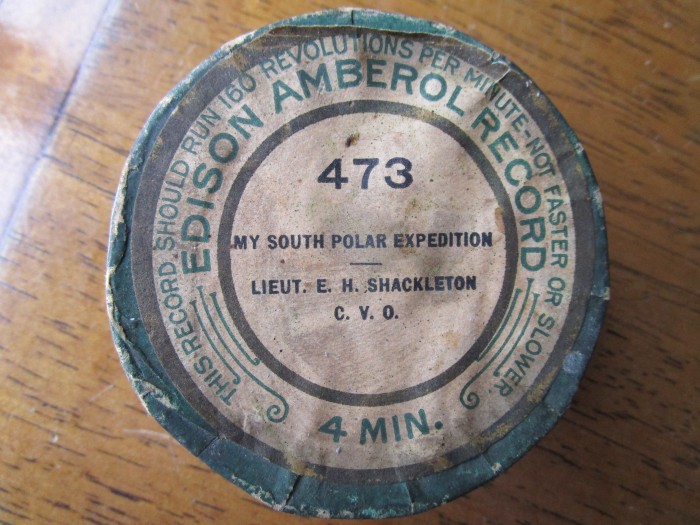 THIS RECORD SHOULD RUN 160 REVOLUTIONS PER MINUTE-NOT FASTER OR SLOWER.
EDISON AMBEROL RECORD
473
MY SOUTH POLAR EXPEDITION
LIEUT. E. H. SHACKLETON
C. V. O.
4 MIN.